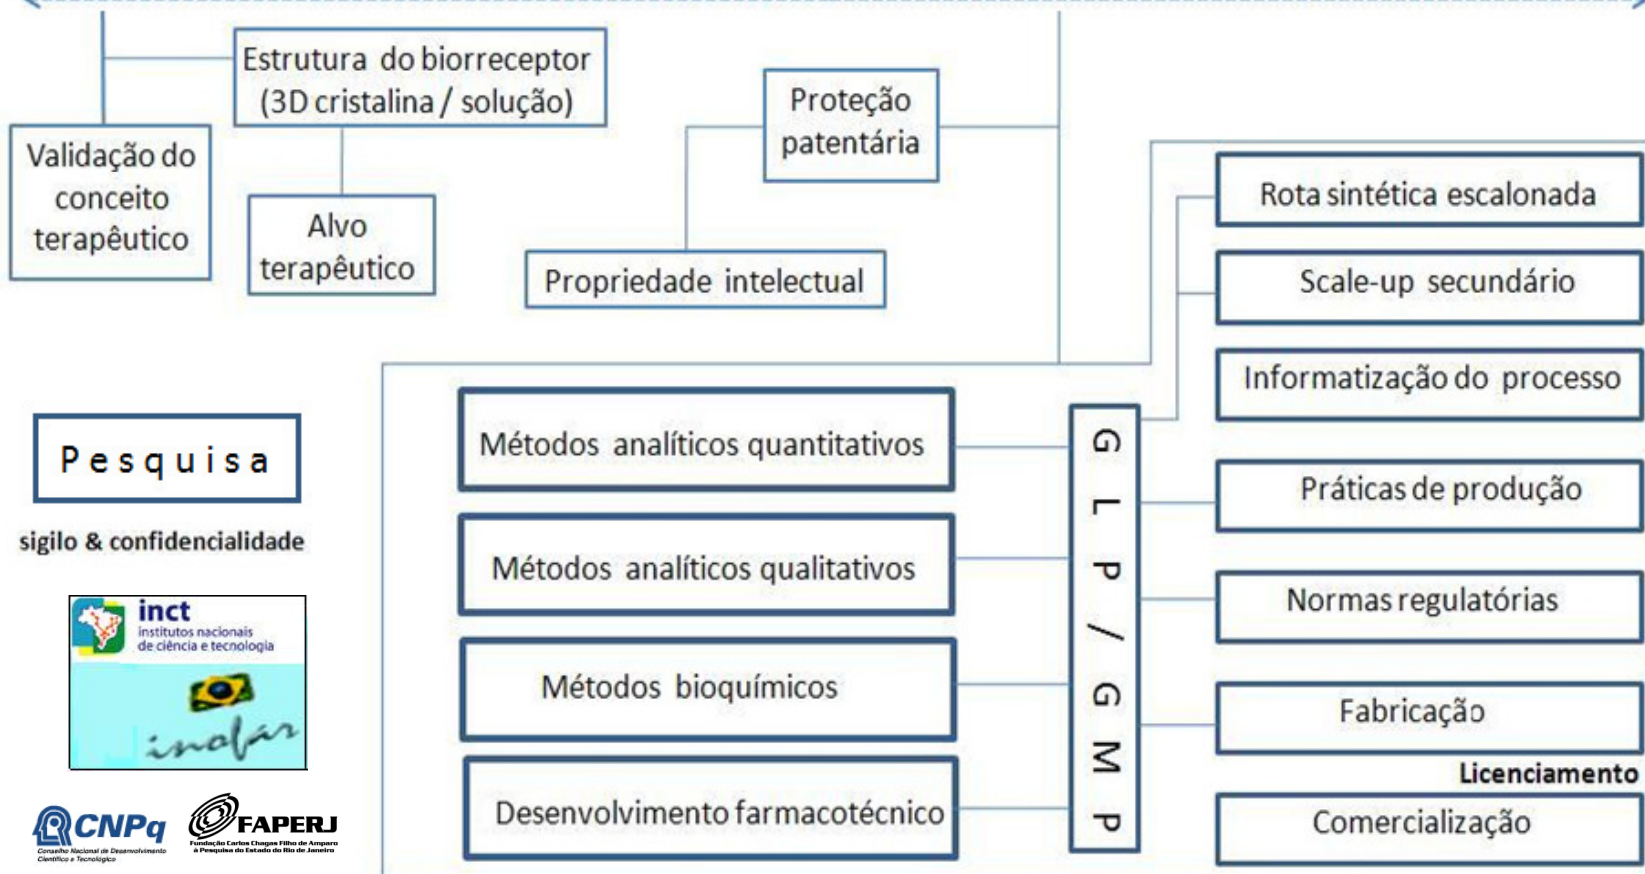 Estrutura do biorreceptor
(3D cristalina / solução)
Validação do
conceito
terapêutico
Alvo
terapêutico
Proteção
patentária
Propriedade intelectual
Rota sintética escalonada
Scale-up secundário
Informatização do processo
Práticas de produção
Normas regulatórias
Fabricação
Licenciamento
Comercialização
Métodos analíticos quantitativos
Métodos analíticos qualitativos
Métodos bioquímicos
Desenvolvimento farmacotécnico
GLP/GMP
Pesquisa
sigilo & confidencialidade
inct
institutos nacionais
de ciência e tecnologia
inofar
CNPq
Conselho Nacional de Desenvolvimento
Científico e Tecnológico
FAPERJ
Fundação Carlos Chagas Filho de Amparo
à Pesquisa do Estado do Rio de Janeiro